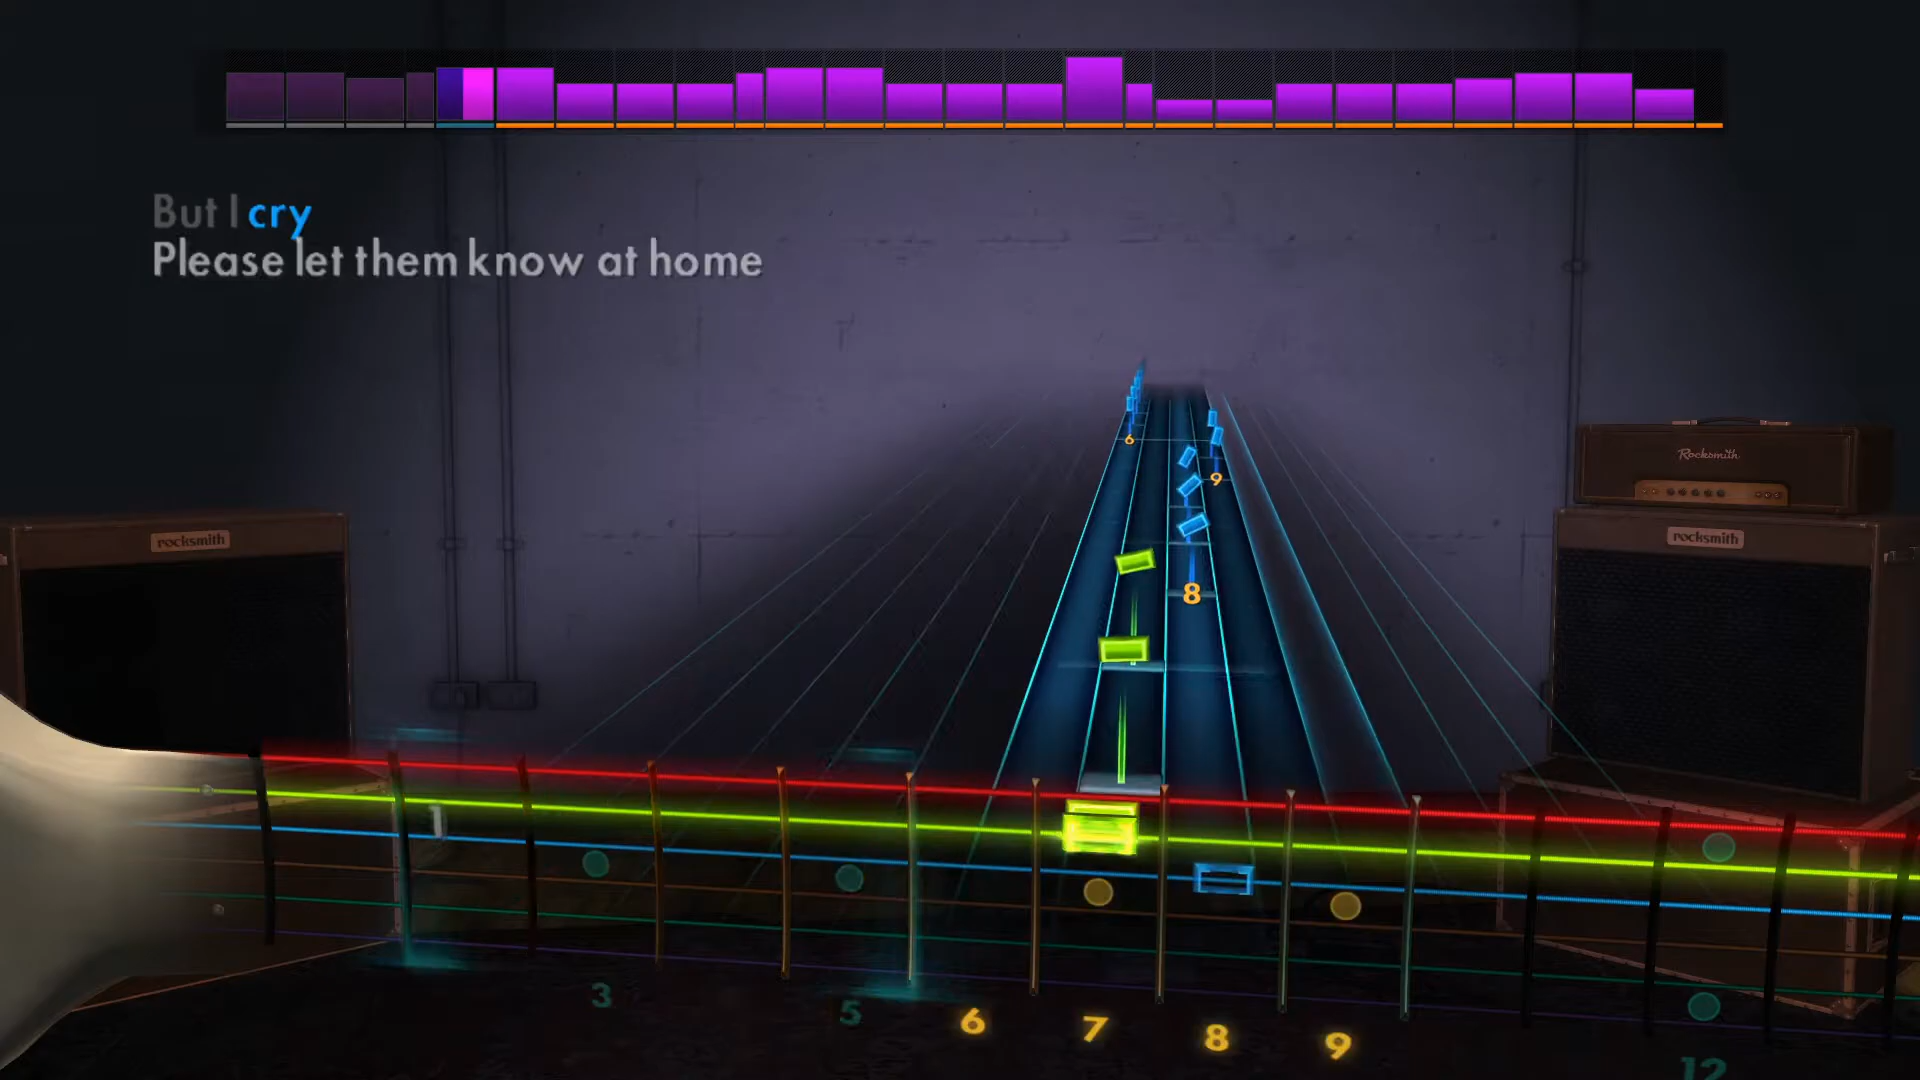 But I cry
Please let them know at home
Rocksmith
rocksmith
rocksmith
6
9
8
3
5
6
7
8
9
12